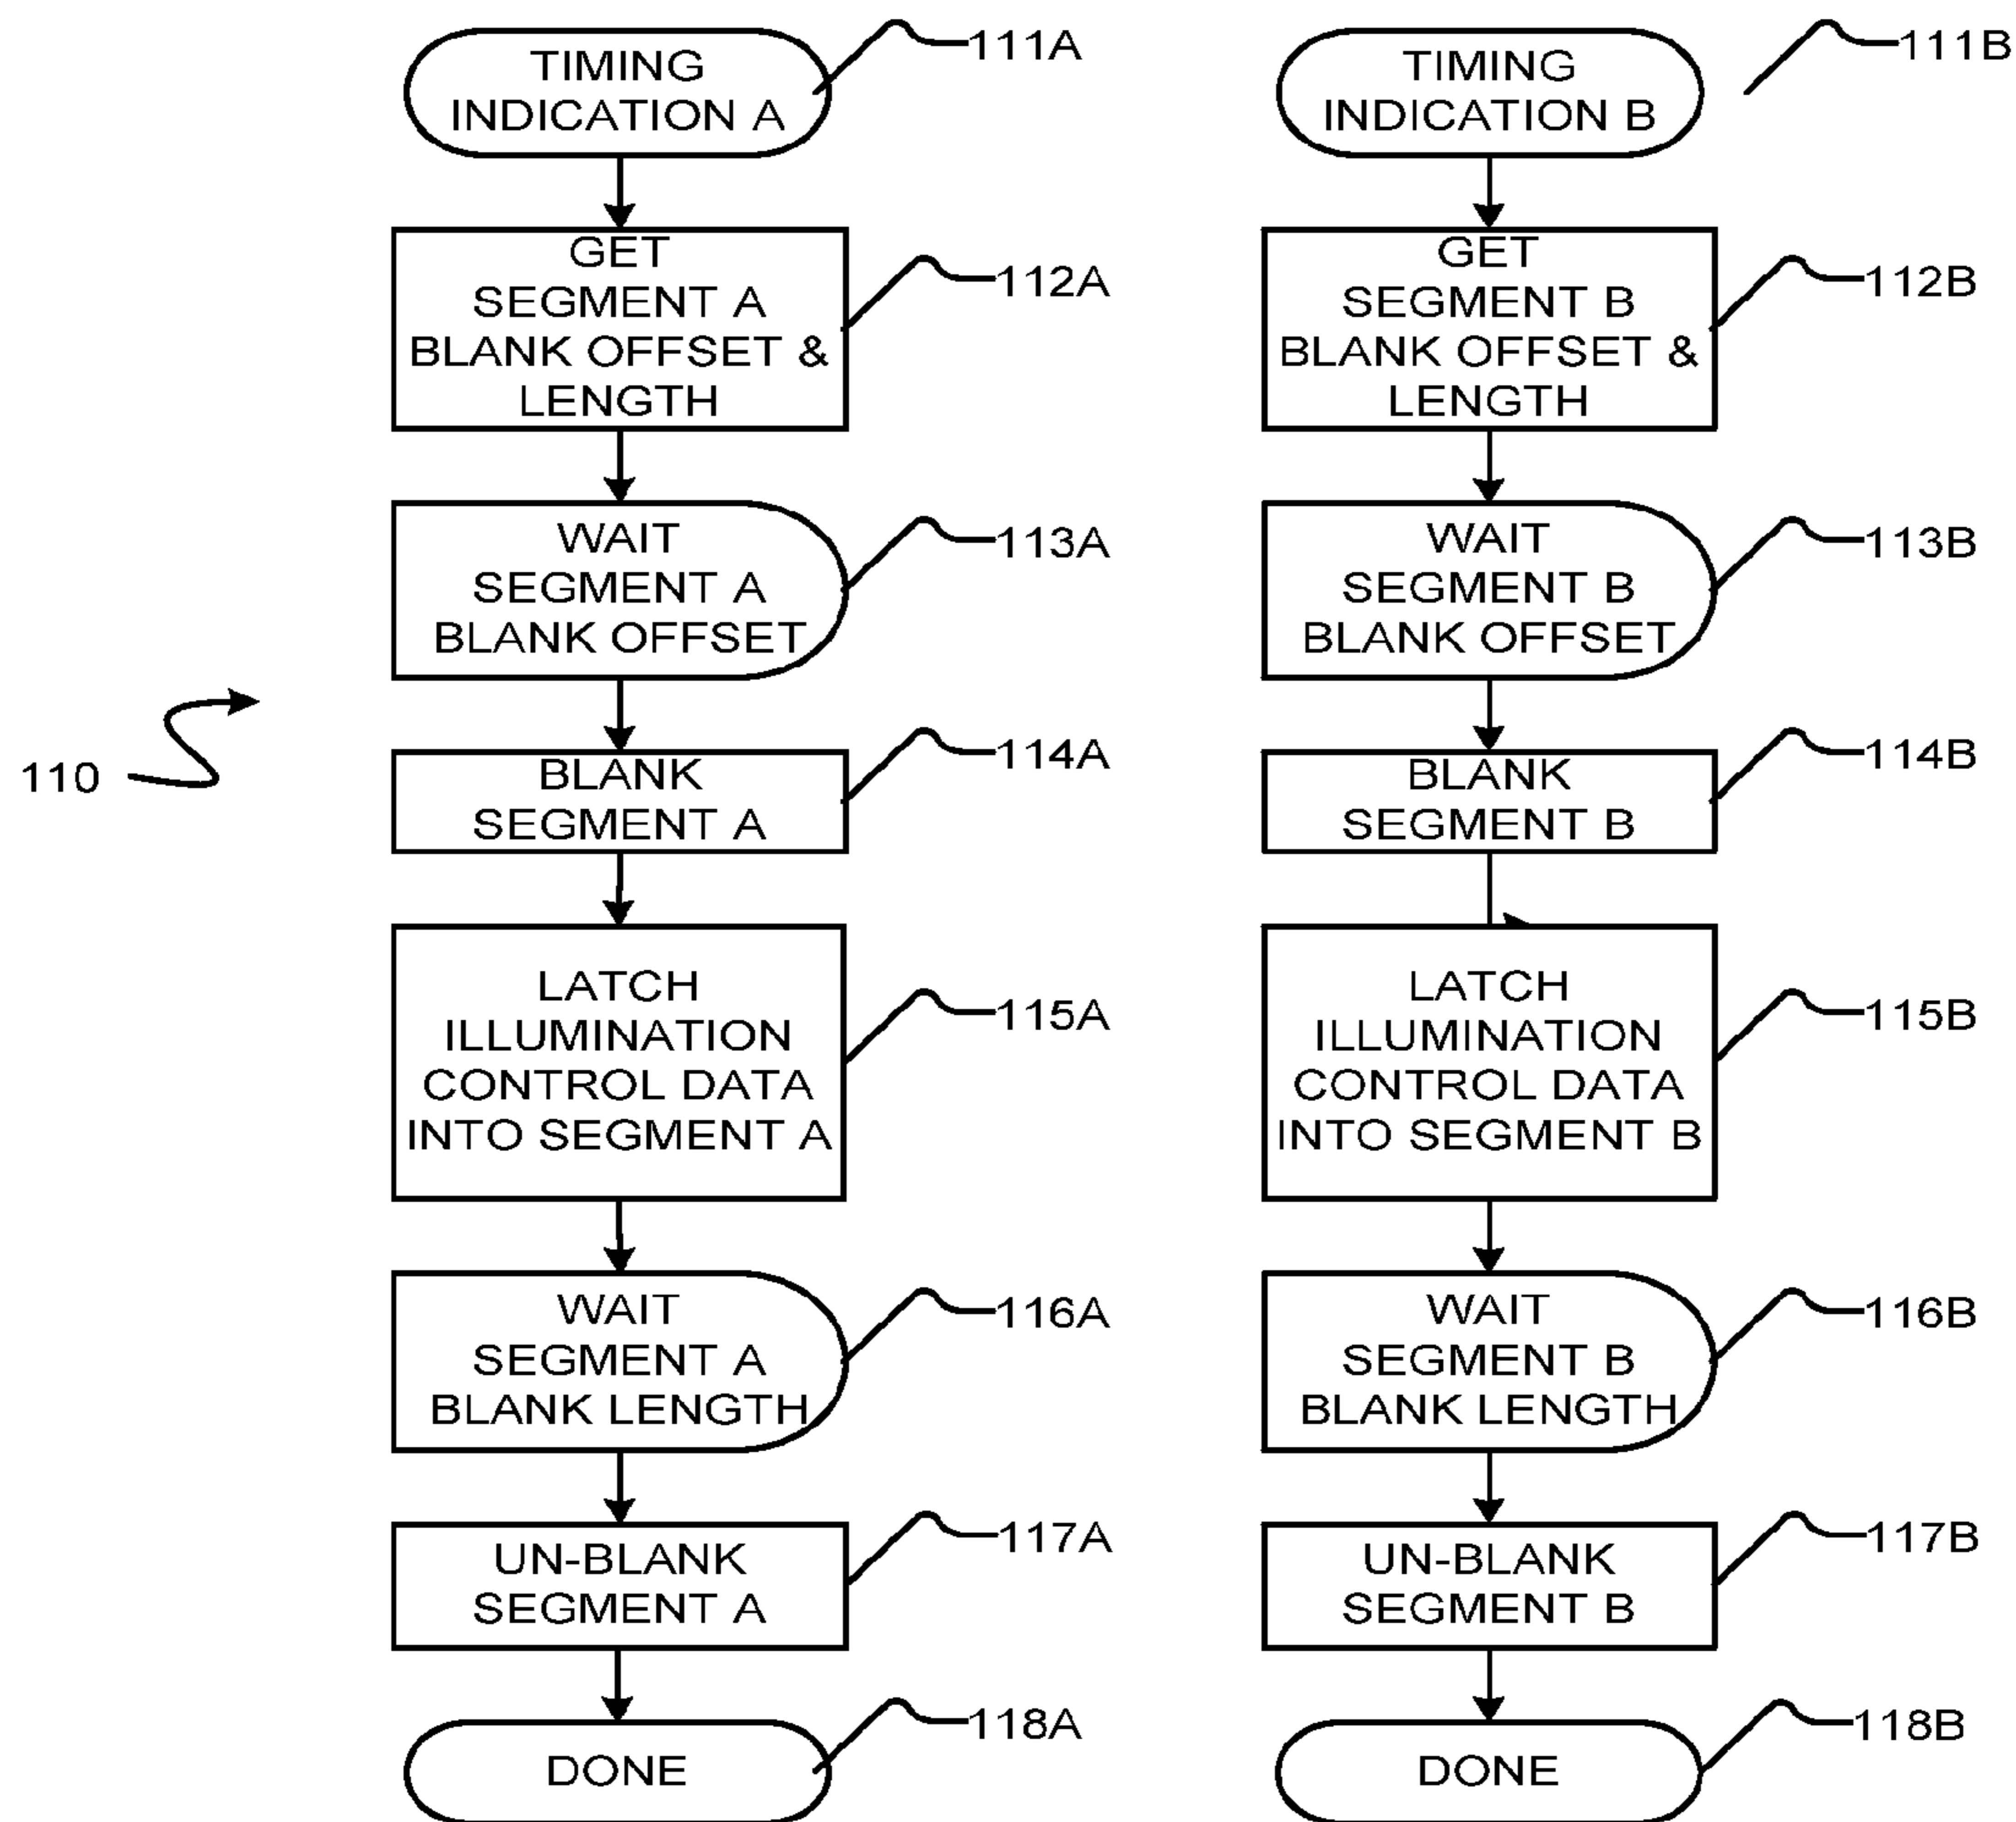 TIMING
INDICATION A
111A
GET
SEGMENT A
BLANK OFFSET &
LENGTH
112A
WAIT
SEGMENT A
BLANK OFFSET
113A
BLANK
SEGMENT A
114A
LATCH
ILLUMINATION
CONTROL DATA
INTO SEGMENT A
115A
WAIT
SEGMENT A
BLANK LENGTH
116A
UN-BLANK
SEGMENT A
117A
DONE
118A
110
TIMING
INDICATION B
111B
GET
SEGMENT B
BLANK OFFSET &
LENGTH
112B
WAIT
SEGMENT B
BLANK OFFSET
113B
BLANK
SEGMENT B
114B
LATCH
ILLUMINATION
CONTROL DATA
INTO SEGMENT B
115B
WAIT
SEGMENT B
BLANK LENGTH
116B
UN-BLANK
SEGMENT B
117B
DONE
118B